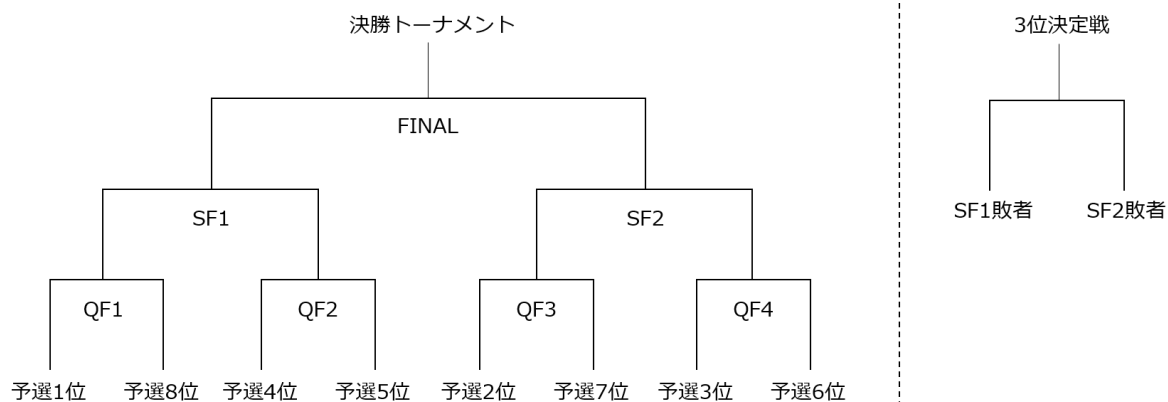 決勝トーナメント
3位決定戦
FINAL
SF1
SF2
SF1敗者
SF2敗者
QF1
QF2
QF3
QF4
予選1位
予選8位
予選4位
予選5位
予選2位
予選7位
予選3位
予選6位